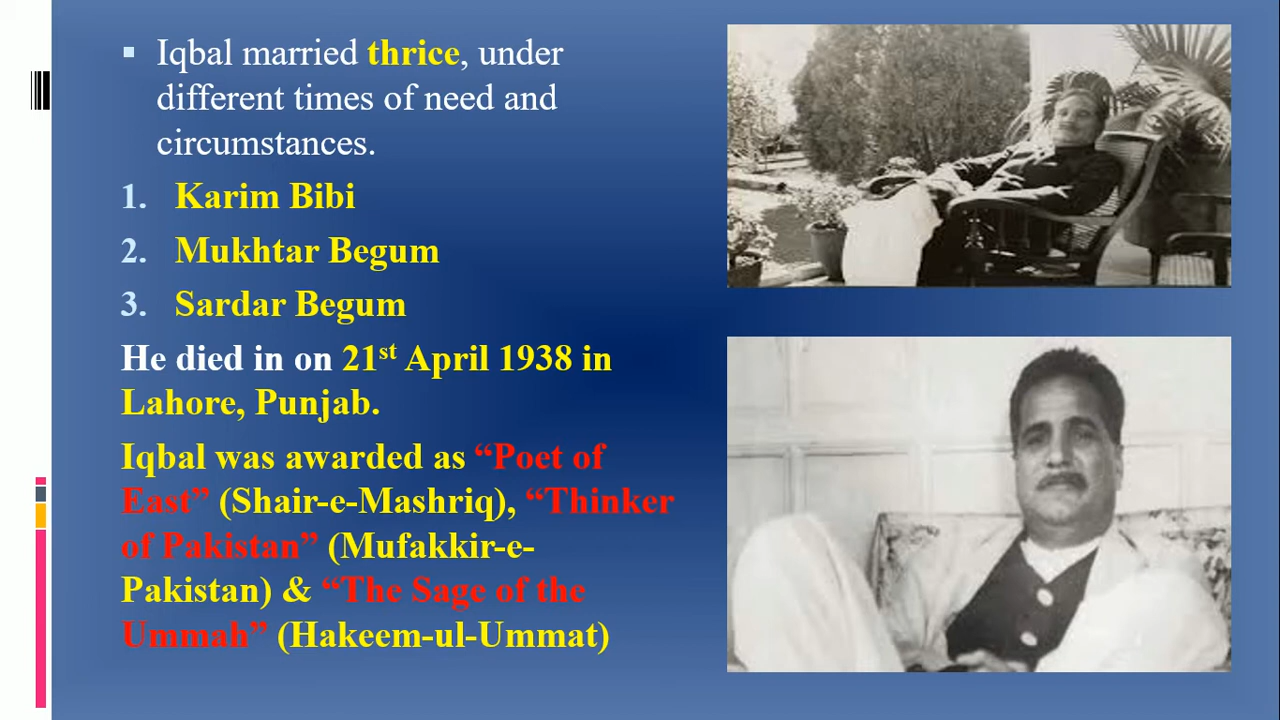 ▪ Iqbal married thrice, under
different times of need and
circumstances.
1. Karim Bibi
2. Mukhtar Begum
3. Sardar Begum
He died in on 21st April 1938 in
Lahore, Punjab.
Iqbal was awarded as “Poet of
East” (Shair-e-Mashriq), “Thinker
of Pakistan” (Mufakkir-e-
Pakistan) & “The Sage of the
Ummah” (Hakeem-ul-Ummat)